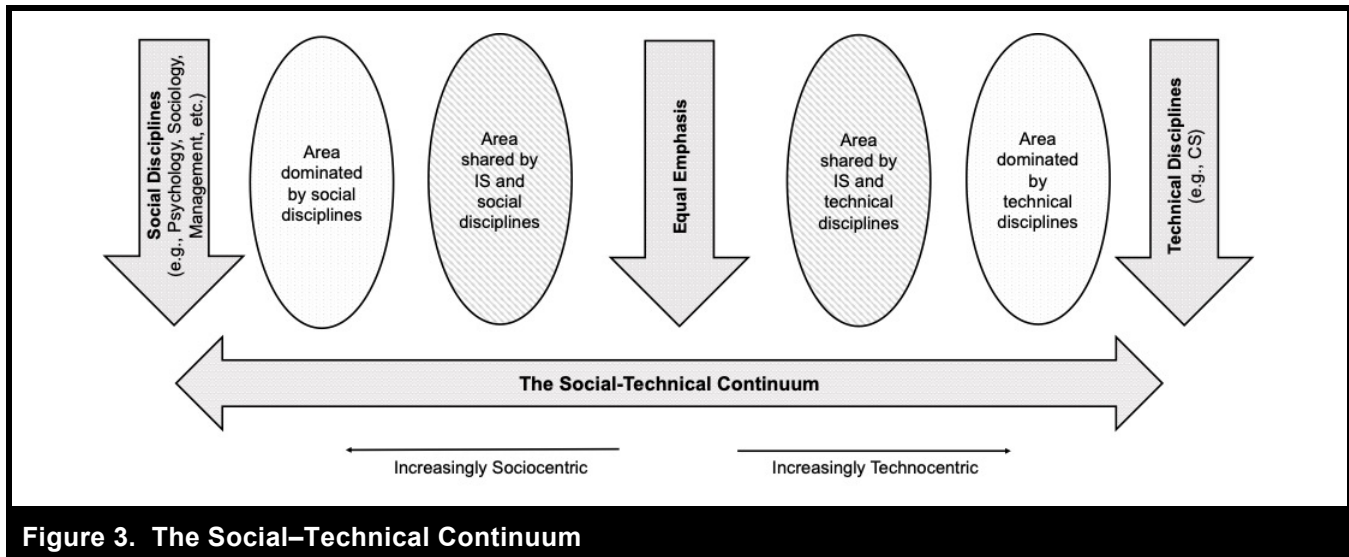 Social Disciplines
(e.g., Psychology, Sociology,
Management, etc.)
Area
dominated
by social
disciplines
Area
shared by
IS and
social
disciplines
Equal Emphasis
Area
shared by
IS and
technical
disciplines
Area
dominated
by
technical
disciplines
Technical Disciplines
(e.g., CS)
The Social-Technical Continuum
Increasingly Sociocentric
Increasingly Technocentric
Figure 3. The Social–Technical Continuum